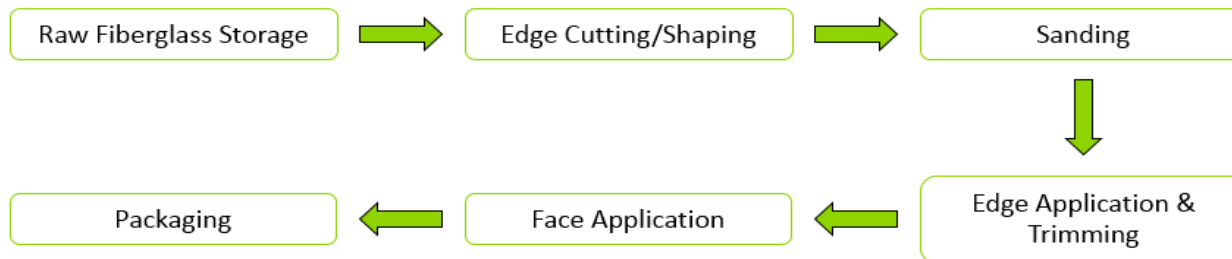 Raw Fiberglass Storage
Edge Cutting/Shaping
Sanding
Edge Application &
Trimming
Face Application
Packaging